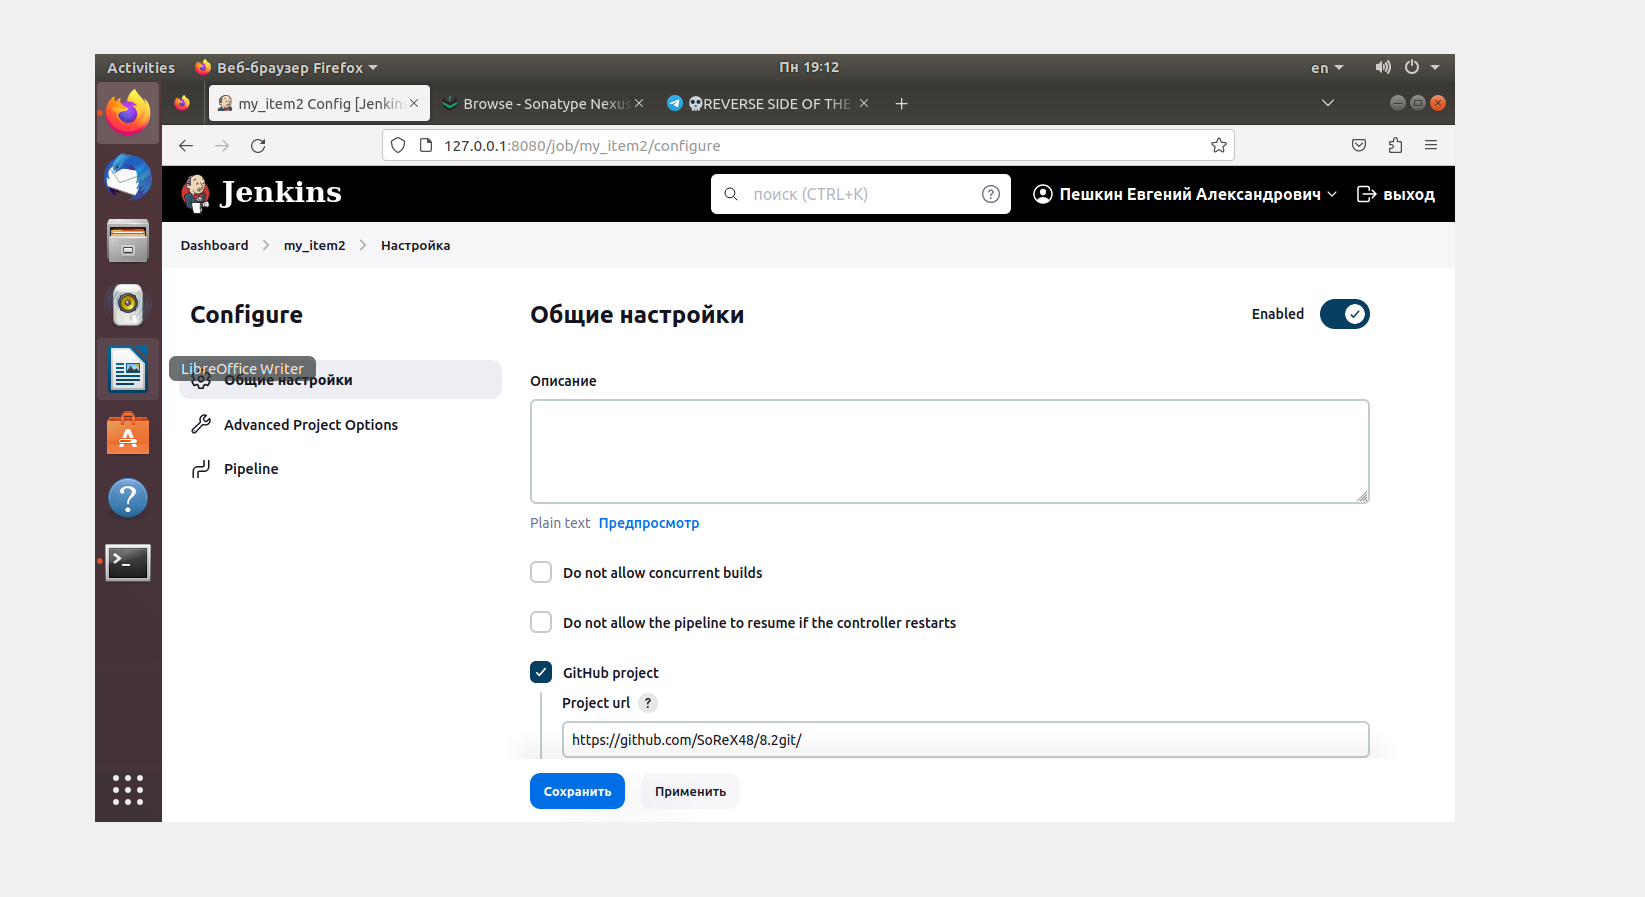 Activities Веб-браузер Firefox Пн 19:12 en
my_item2 Config [Jenkins Browse - Sonatype Nexus REVERSE SIDE OF THE
127.0.0.1:8080/job/my_item2/configure
Jenkins поиск (CTRL+K) Пешкин Евгений Александрович выход
Dashboard my_item2 Настройка
Configure
LibreOffice Writer
Общие настройки
Advanced Project Options
Pipeline
Общие настройки Enabled
Описание
Plain text Предпросмотр
Do not allow concurrent builds
Do not allow the pipeline to resume if the controller restarts
GitHub project
Project url ?
https://github.com/SoReX48/8.2git/
Сохранить Применить